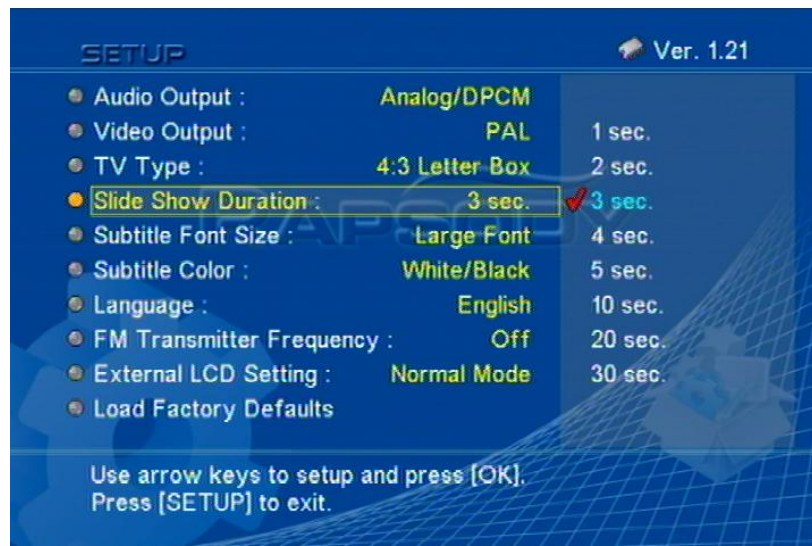 SETUP
Ver. 1.21
Audio Output : Analog/DPCM
Video Output : PAL 1 sec.
TV Type : 4:3 Letter Box 2 sec.
Slide Show Duration : 3 sec. 3 sec.
Subtitle Font Size : Large Font 4 sec.
Subtitle Color : White/Black 5 sec.
Language : English 10 sec.
FM Transmitter Frequency : Off 20 sec.
External LCD Setting : Normal Mode 30 sec.
Load Factory Defaults
RAPSODY
Use arrow keys to setup and press [OK].
Press [SETUP] to exit.